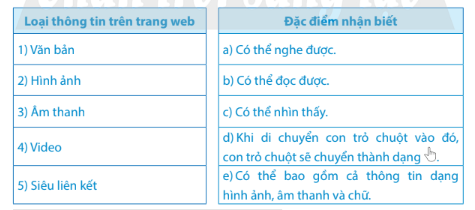 Loại thông tin trên trang web
Đặc điểm nhận biết
1) Văn bản
a) Có thể nghe được.
2) Hình ảnh
b) Có thể đọc được.
3) Âm thanh
c) Có thể nhìn thấy.
4) Video
d) Khi di chuyển con trỏ chuột vào đó,
con trỏ chuột sẽ chuyển thành dạng .
5) Siêu liên kết
e) Có thể bao gồm cả thông tin dạng
hình ảnh, âm thanh và chữ.